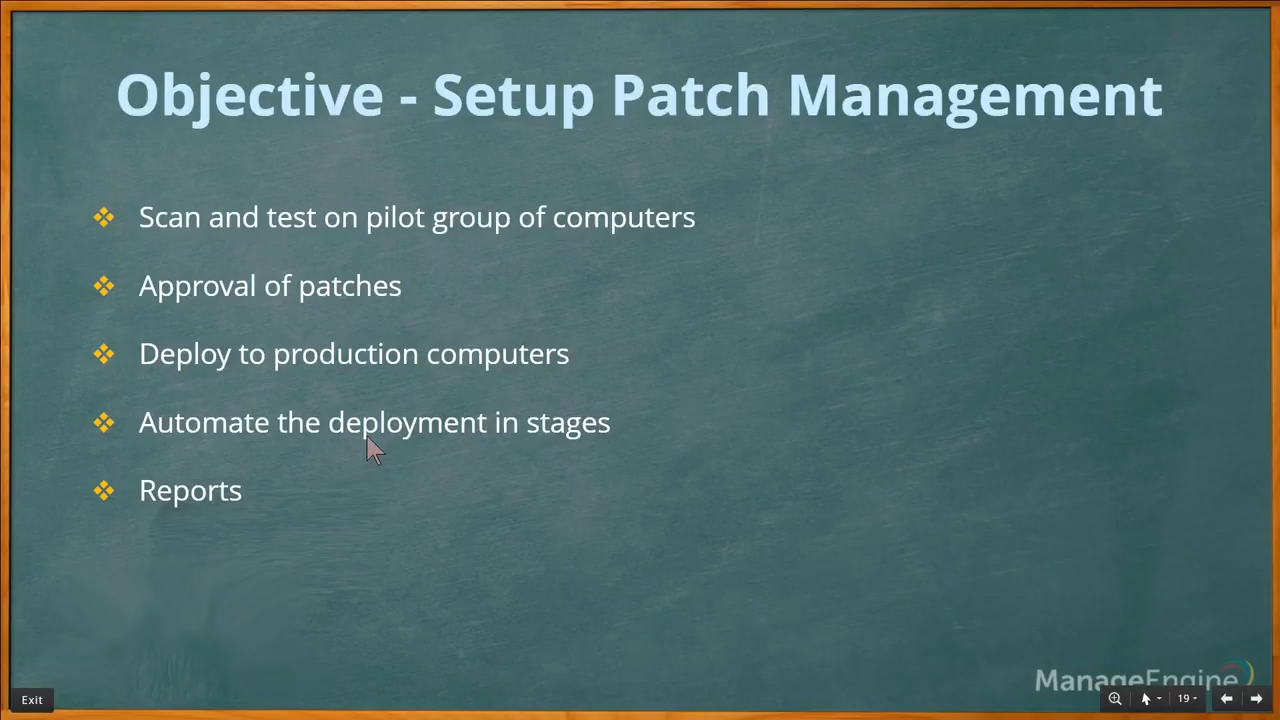 Objective - Setup Patch Management
Scan and test on pilot group of computers
Approval of patches
Deploy to production computers
Automate the deployment in stages
Reports
ManageEngine
Exit
19